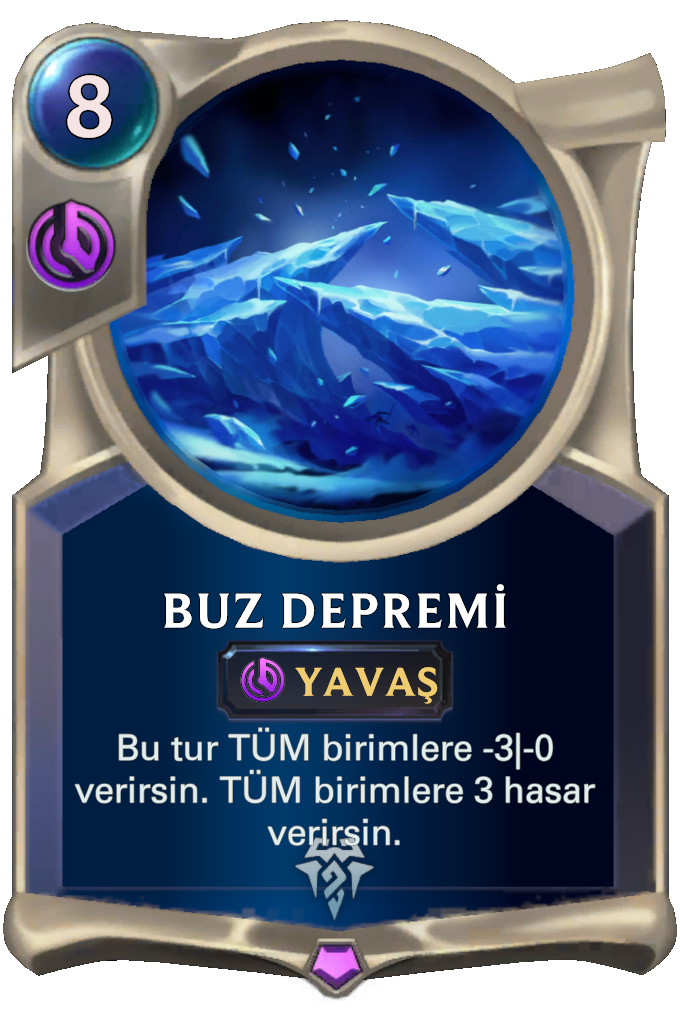 8
BUZ DEPREMİ
YAVAŞ
Bu tur TÜM birimlere -3|-0
verirsin. TÜM birimlere 3 hasar
verirsin.